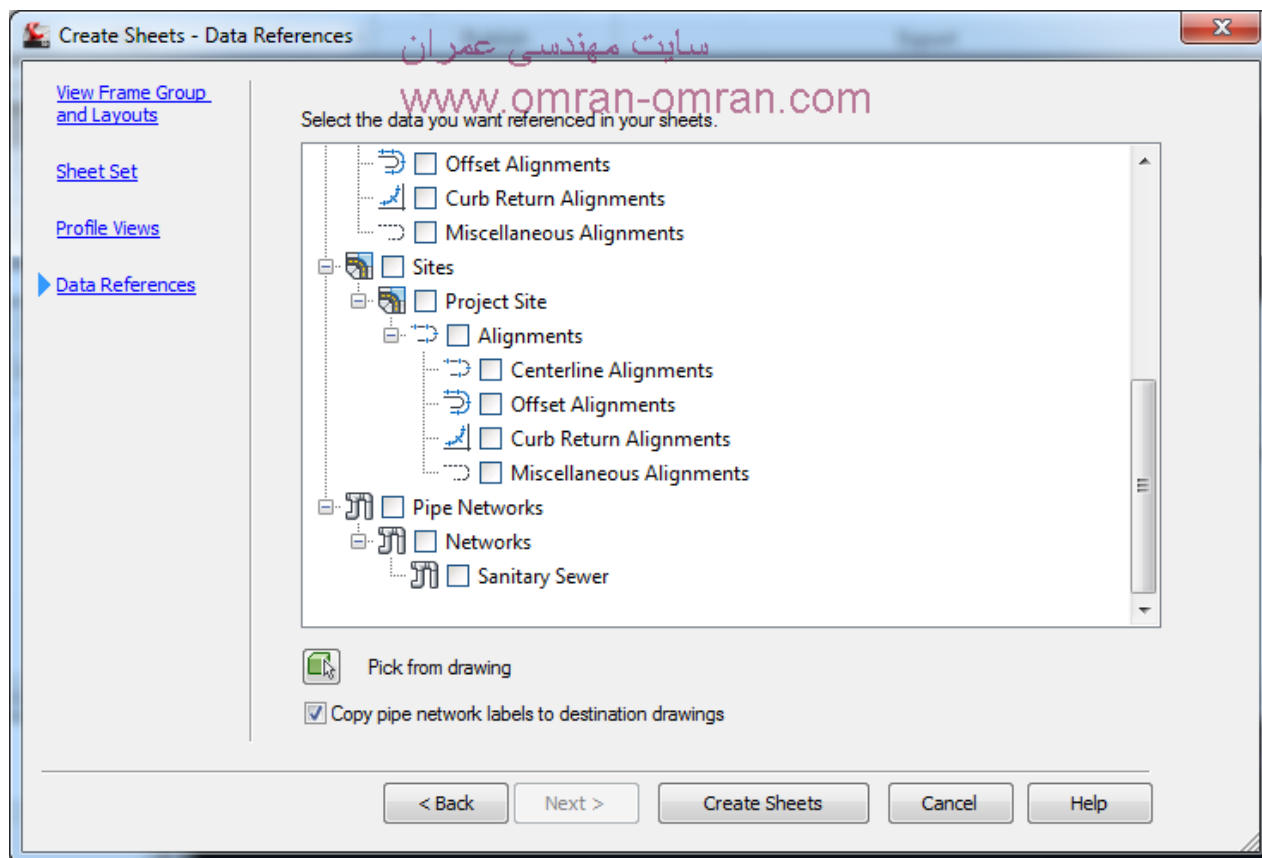 Create Sheets - Data References
سایت مهندسی عمران
www.omran-omran.com
View Frame Group
and Layouts
Sheet Set
Profile Views
Data References
Select the data you want referenced in your sheets.
Offset Alignments
Curb Return Alignments
Miscellaneous Alignments
Sites
Project Site
Alignments
Centerline Alignments
Offset Alignments
Curb Return Alignments
Miscellaneous Alignments
Pipe Networks
Networks
Sanitary Sewer
Pick from drawing
Copy pipe network labels to destination drawings
< Back
Next >
Create Sheets
Cancel
Help